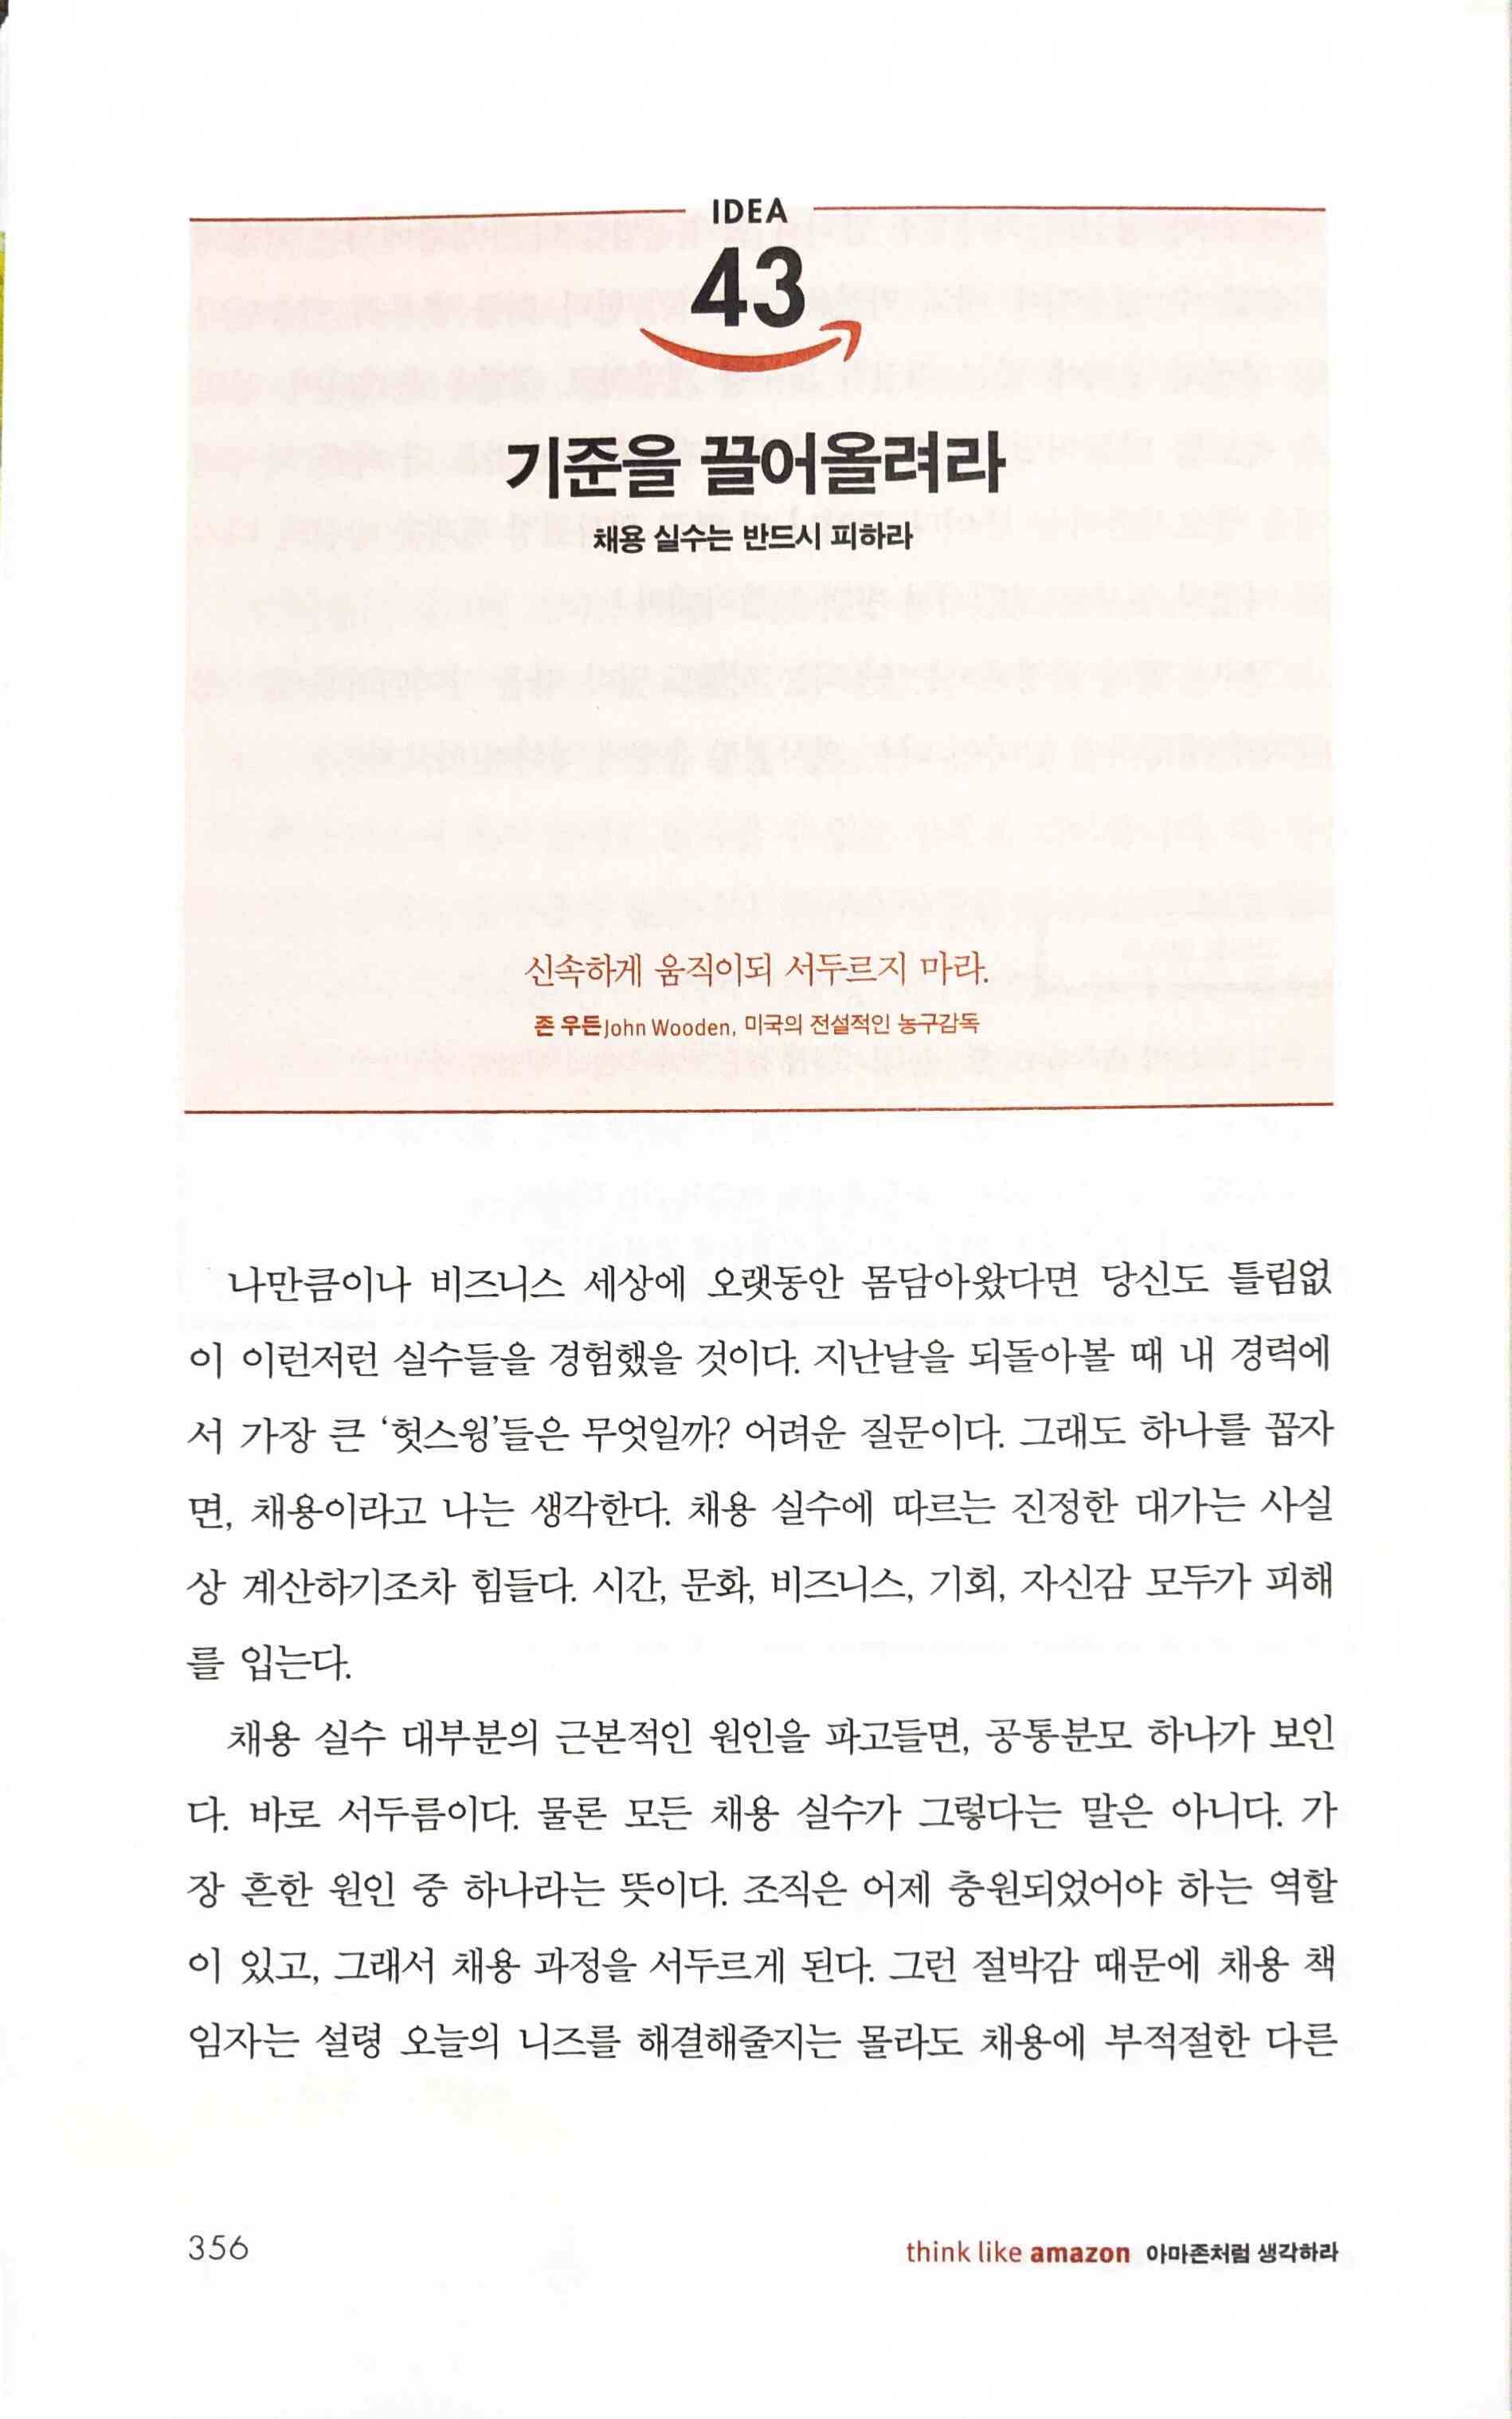 IDEA
43
기준을 끌어올려라
채용 실수는 반드시 피하라
신속하게 움직이되 서두르지 마라.
존 우든John Wooden, 미국의 전설적인 농구감독
나만큼이나 비즈니스 세상에 오랫동안 몸담아왔다면 당신도 틀림없
이 이런저런 실수들을 경험했을 것이다. 지난날을 되돌아볼 때 내 경력에
서 가장 큰 ‘헛스윙’들은 무엇일까? 어려운 질문이다. 그래도 하나를 꼽자
면, 채용이라고 나는 생각한다. 채용 실수에 따르는 진정한 대가는 사실
상 계산하기조차 힘들다. 시간, 문화, 비즈니스, 기회, 자신감 모두가 피해
를 입는다.
채용 실수 대부분의 근본적인 원인을 파고들면, 공통분모 하나가 보인
다. 바로 서두름이다. 물론 모든 채용 실수가 그렇다는 말은 아니다. 가
장 흔한 원인 중 하나라는 뜻이다. 조직은 어제 충원되었어야 하는 역할
이 있고, 그래서 채용 과정을 서두르게 된다. 그런 절박감 때문에 채용 책
임자는 설령 오늘의 니즈를 해결해줄지는 몰라도 채용에 부적절한 다른
356
think like amazon 아마존처럼 생각하라